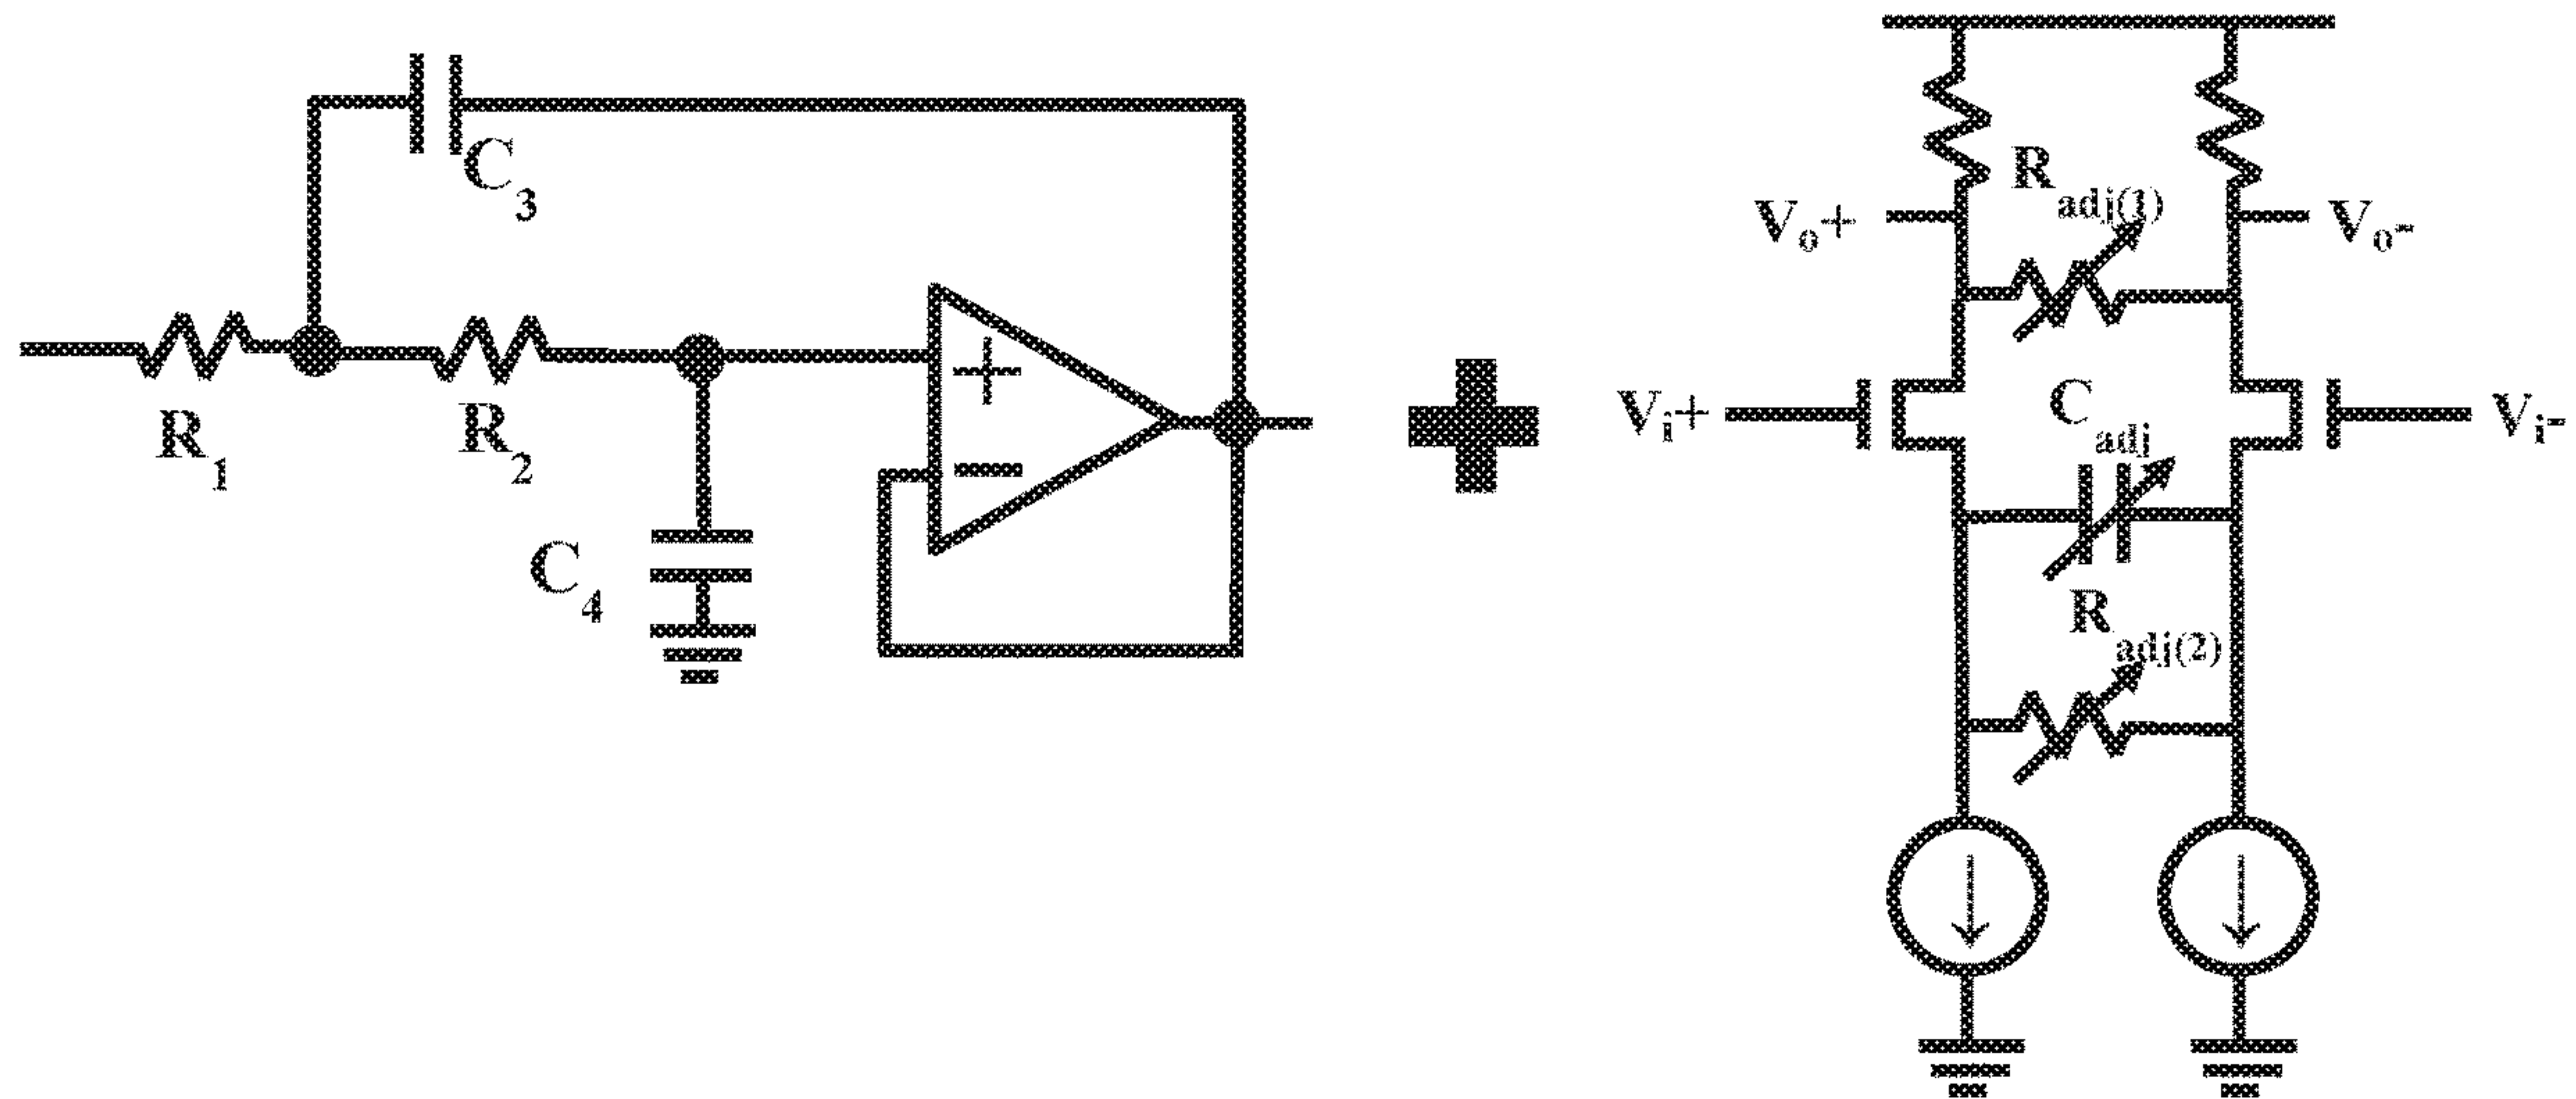 C3
R1
R2
C4
+
−
Radj(1)
Vo+
Vo-
Vi+
Cadj
Vi-
Radj(2)